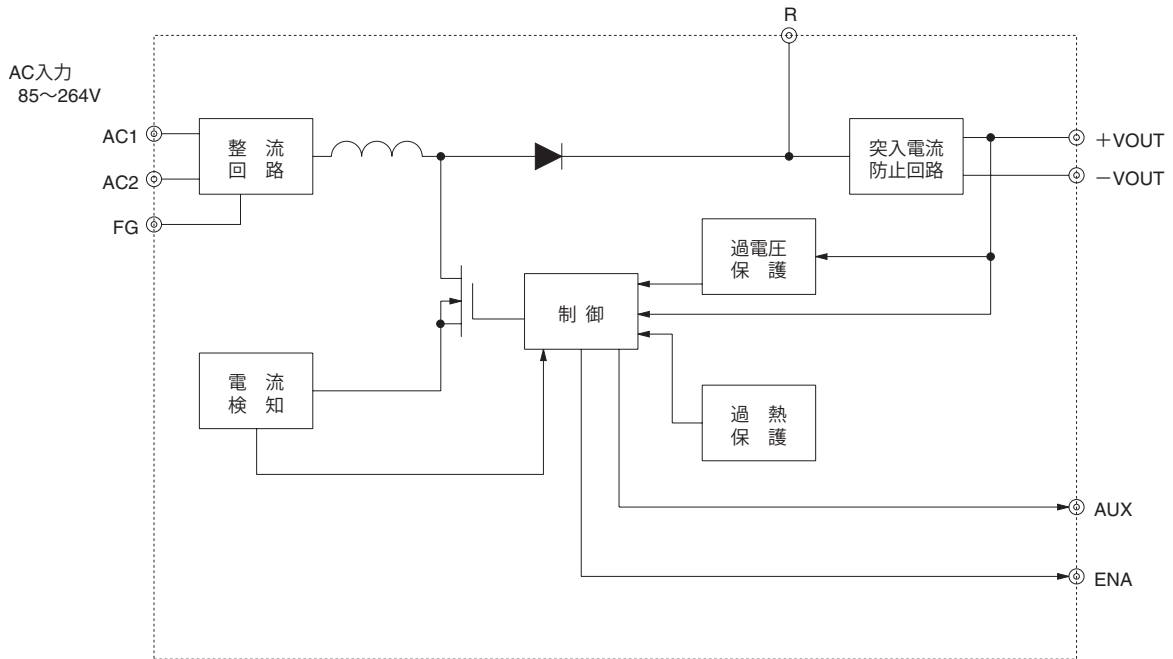 R
AC入力
85～264V
AC1
AC2
FG
整 流
回 路
突入電流
防止回路
＋VOUT
－VOUT
過電圧
保 護
制 御
電 流
検 知
過 熱
保 護
AUX
ENA